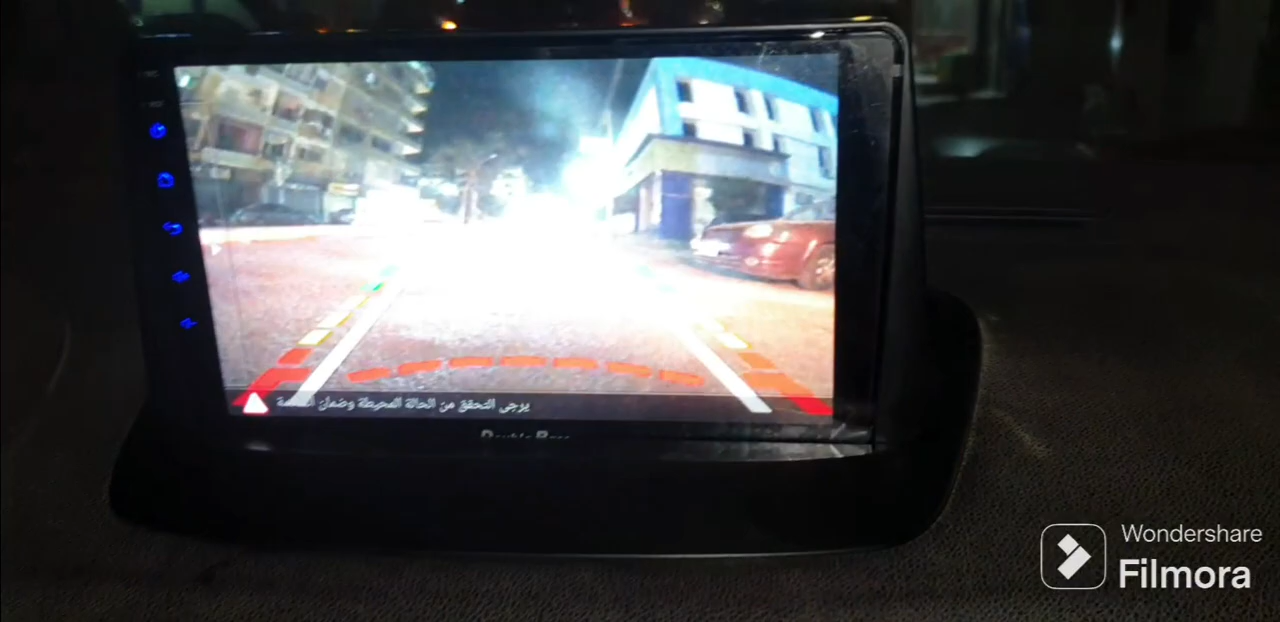 يرجى التحقق من الحالة المحيطة وضمان
Wondershare
Filmora